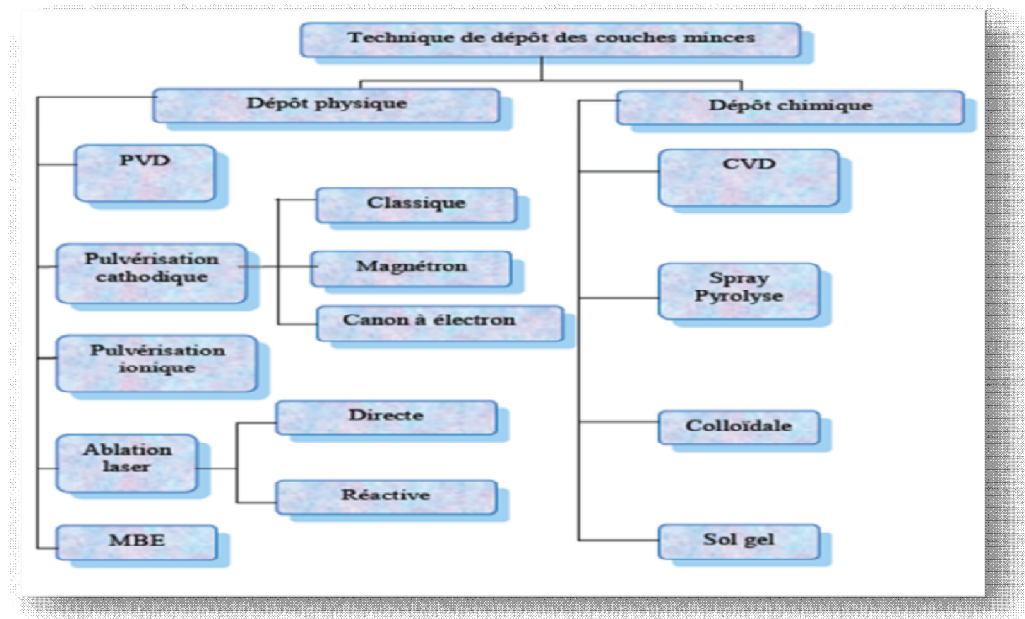 Technique de dépôt des couches minces
Dépôt physique
Dépôt chimique
PVD
CVD
Classique
Pulvérisation
cathodique
Magnétron
Spray
Pyrolyse
Canon à électron
Pulvérisation
ionique
Directe
Colloïdale
Ablation
laser
Réactive
MBE
Sol gel